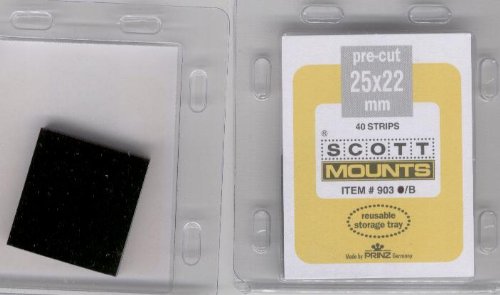 pre-cut
25x22
mm
40 STRIPS
® SCOTT
MOUNTS
ITEM # 903 ●/B
reusable
storage tray
Made by PRINZ Germany